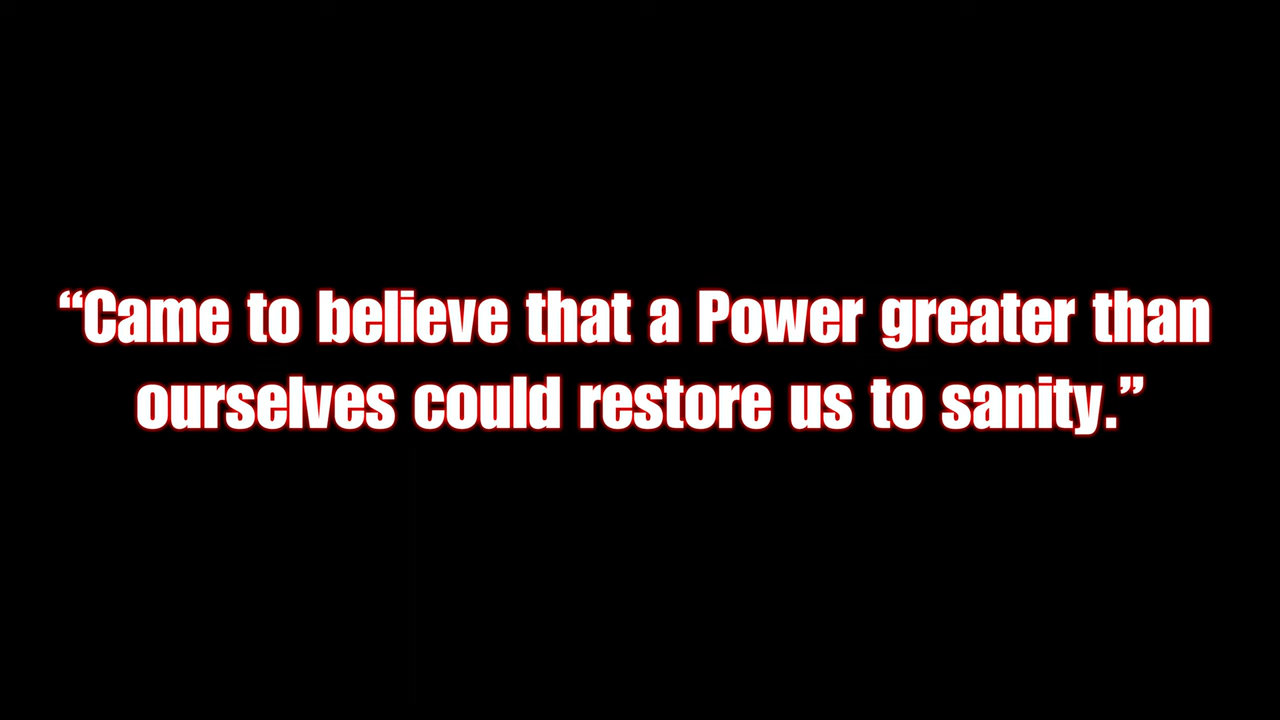 “Came to believe that a Power greater than
ourselves could restore us to sanity.”